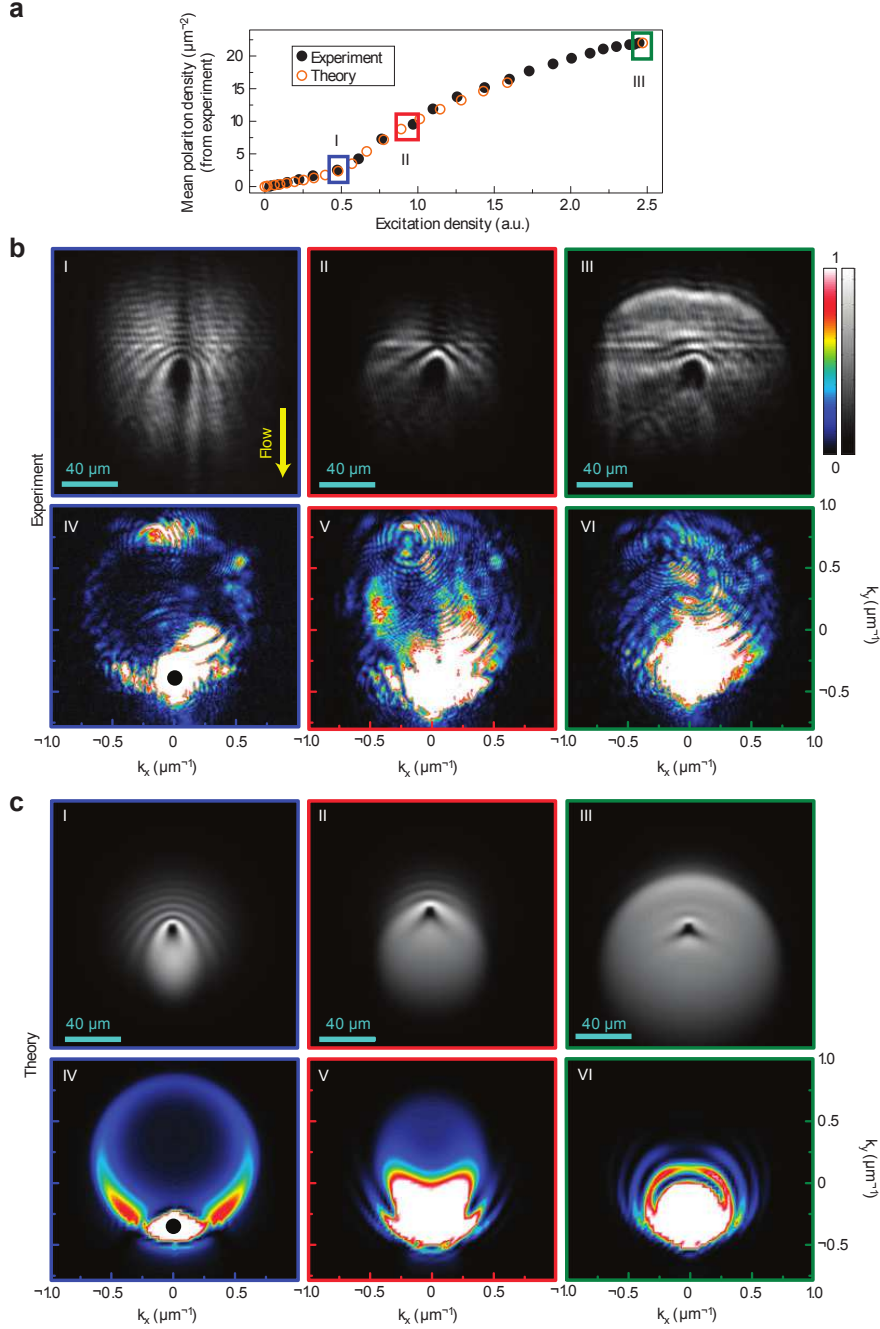 a
Mean polariton density (μm⁻²)
(from experiment)
20
15
10
5
0
Experiment
Theory
I
II
III
0
0.5
1.0
1.5
2.0
2.5
Excitation density (a.u.)
b
Experiment
I
Flow
40 μm
II
40 μm
III
40 μm
1
0
IV
V
VI
1.0
0.5
0
−0.5
ky (μm⁻¹)
−1.0 −0.5 0 0.5 −1.0 −0.5 0 0.5 −1.0 −0.5 0 0.5 1.0
kx (μm⁻¹) kx (μm⁻¹) kx (μm⁻¹)
c
Theory
I
40 μm
II
40 μm
III
40 μm
IV
V
VI
1.0
0.5
0
−0.5
ky (μm⁻¹)
−1.0 −0.5 0 0.5 −1.0 −0.5 0 0.5 −1.0 −0.5 0 0.5 1.0
kx (μm⁻¹) kx (μm⁻¹) kx (μm⁻¹)